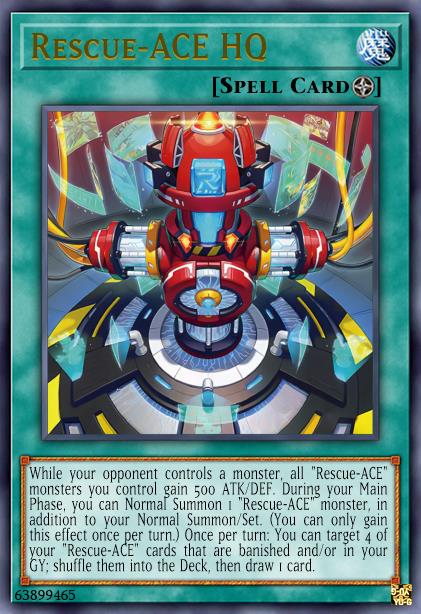 Rescue-ACE HQ
魔
[Spell Card]
While your opponent controls a monster, all "Rescue-ACE"
monsters you control gain 500 ATK/DEF. During your Main
Phase, you can Normal Summon 1 "Rescue-ACE" monster, in
addition to your Normal Summon/Set. (You can only gain
this effect once per turn.) Once per turn: You can target 4
of your "Rescue-ACE" cards that are banished and/or in your
GY; shuffle them into the Deck, then draw 1 card.
63899465